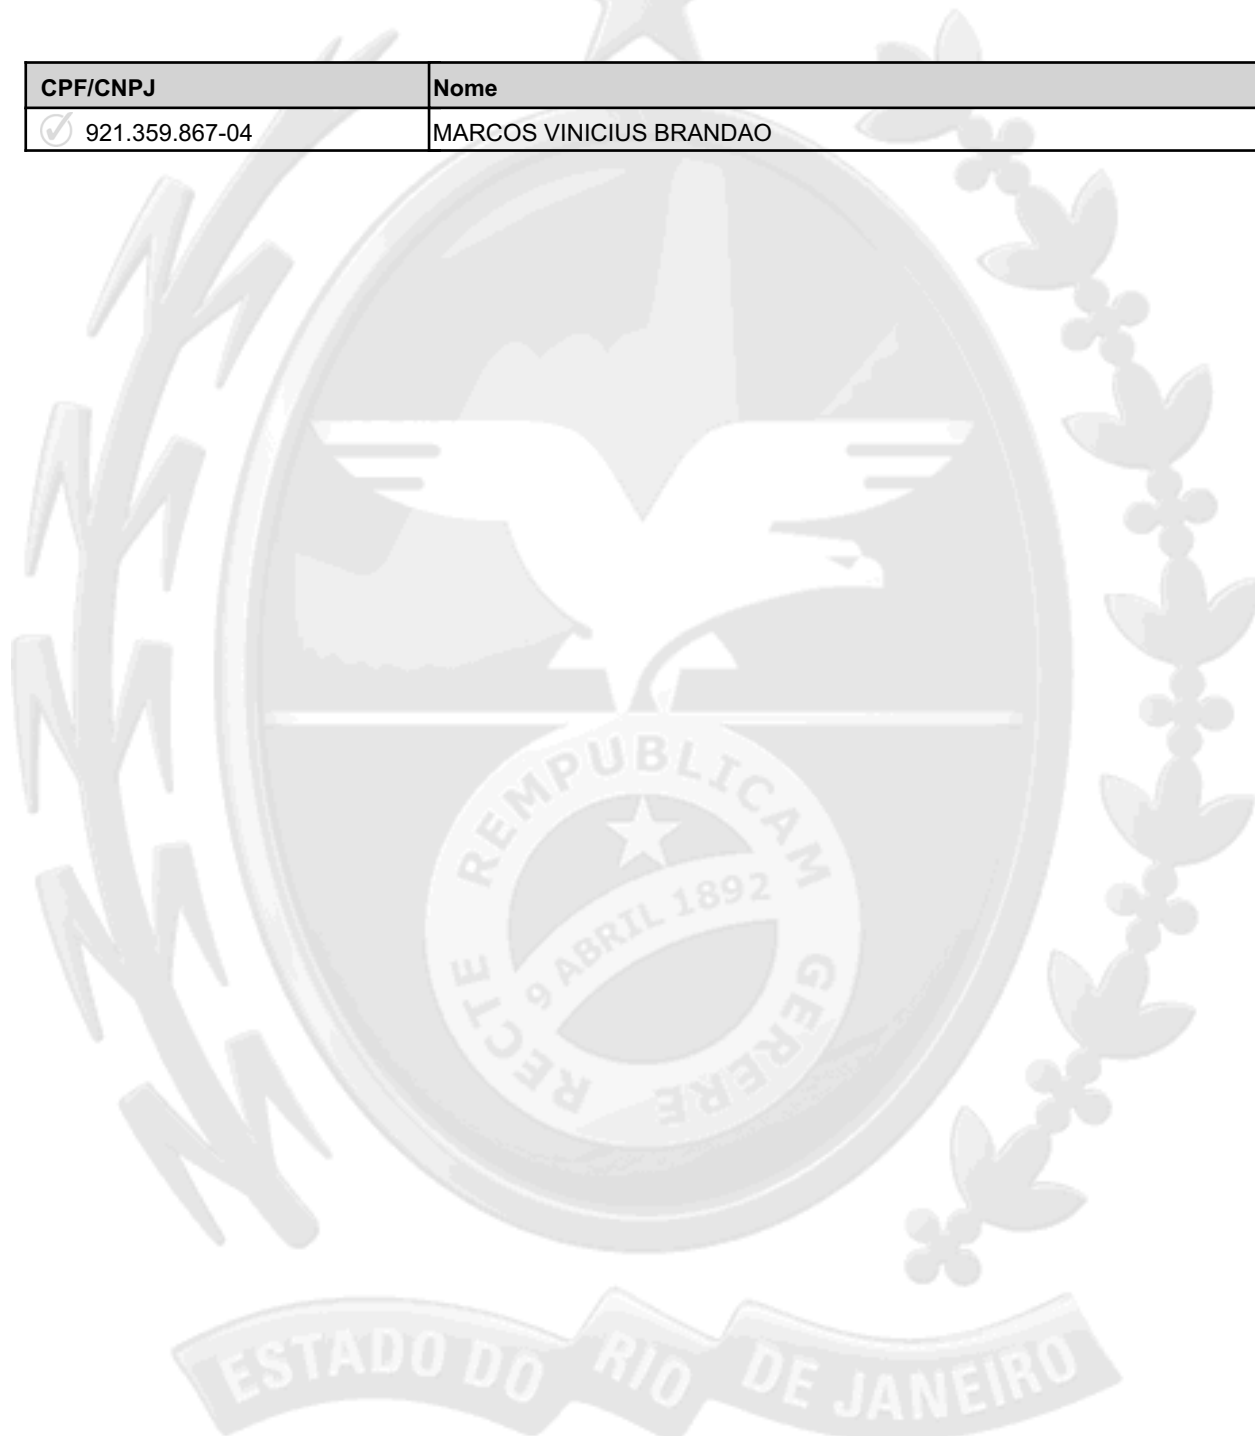 CPF/CNPJ Nome
921.359.867-04 MARCOS VINICIUS BRANDAO
REMPUBLICAM
9 ABRIL 1892
RECTE GERERE
ESTADO DO RIO DE JANEIRO